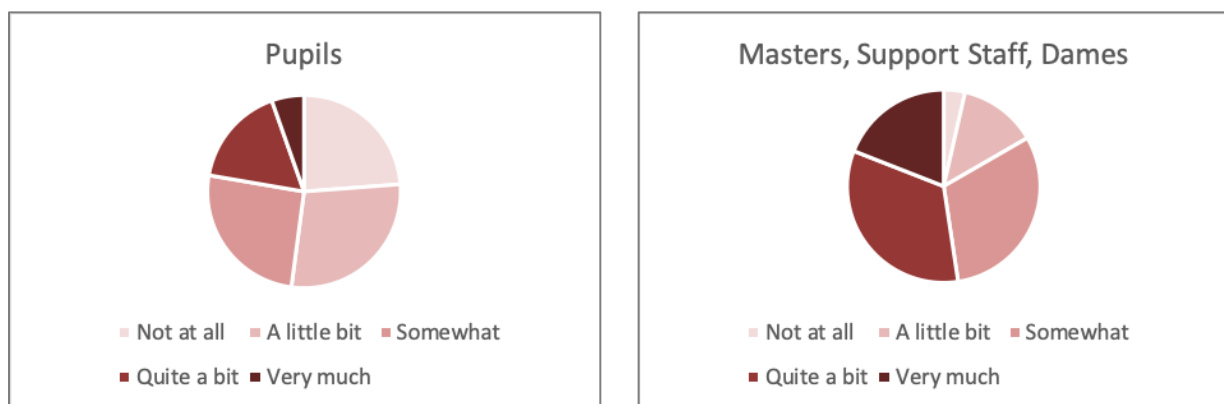 Pupils
Not at all
A little bit
Somewhat
Quite a bit
Very much
Masters, Support Staff, Dames
Not at all
A little bit
Somewhat
Quite a bit
Very much